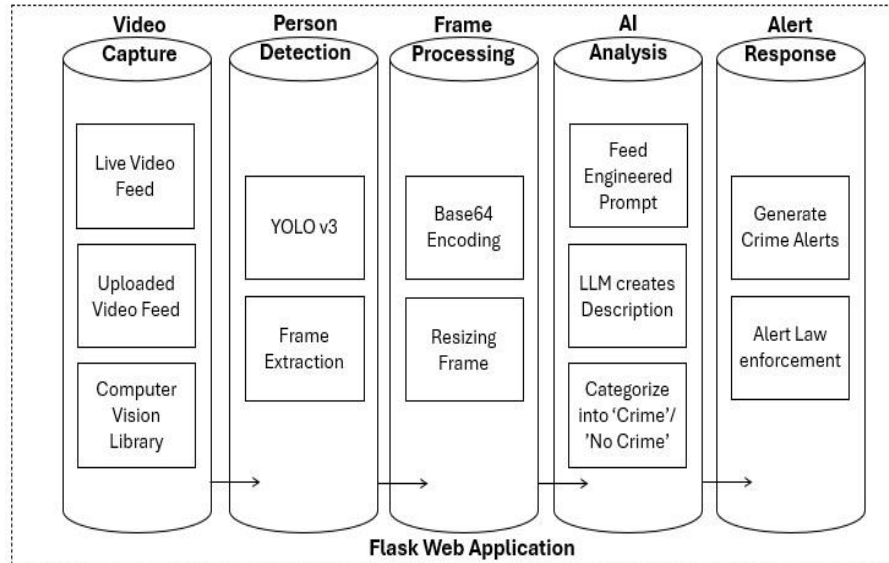 Video
Capture
Person
Detection
Frame
Processing
AI
Analysis
Alert
Response
Live Video
Feed
Uploaded
Video Feed
Computer
Vision
Library
YOLO v3
Frame
Extraction
Base64
Encoding
Resizing
Frame
Feed
Engineered
Prompt
LLM creates
Description
Categorize
into ‘Crime’/
’No Crime’
Generate
Crime Alerts
Alert Law
enforcement
Flask Web Application